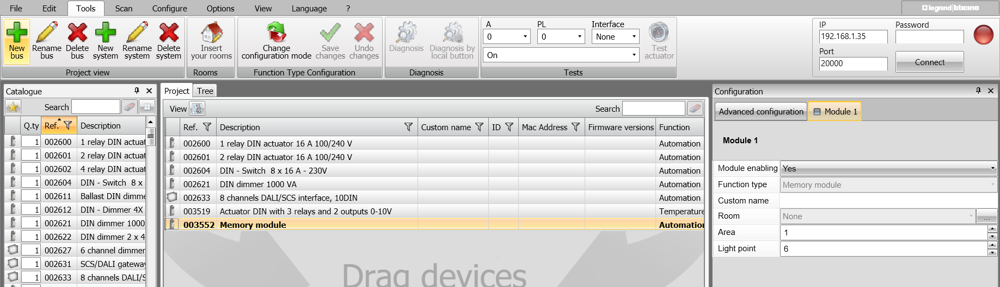 File Edit Tools Scan Configure Options View Language ?
legrand bticino
New bus
Rename bus
Delete bus
New system
Rename system
Delete system
Project view
Insert your rooms
Rooms
Change configuration mode
Save changes
Undo changes
Function Type Configuration
Diagnosis
Diagnosis by local button
Diagnosis
A PL Interface
0 0 None
On
Test actuator
Tests
IP Password
192.168.1.35
Port
20000 Connect
Catalogue
Search
Q.ty Ref. Description
1 002600 1 relay DIN actuat
1 002601 2 relay DIN actuat
1 002602 4 relay DIN actuat
1 002604 DIN - Switch 8 x
1 002611 Ballast DIN dimme
1 002612 DIN - Dimmer 4X
1 002621 DIN dimmer 1000
1 002622 DIN dimmer 2 x 4
1 002627 6 channel dimmer
1 002631 SCS/DALI gateway
1 002633 8 channels DALI/S
Project Tree
View Search
Ref. Description Custom name ID Mac Address Firmware versions Function
002600 1 relay DIN actuator 16 A 100/240 V Automation
002601 2 relay DIN actuator 16 A 100/240 V Automation
002604 DIN - Switch 8 x 16 A - 230V Automation
002621 DIN dimmer 1000 VA Automation
002633 8 channels DALI/SCS interface, 10DIN Automation
003519 Actuator DIN with 3 relays and 2 outputs 0-10V Temperature
003552 Memory module Automation
Drag devices
Configuration
Advanced configuration Module 1
Module 1
Module enabling Yes
Function type Memory module
Custom name
Room None ...
Area 1
Light point 6